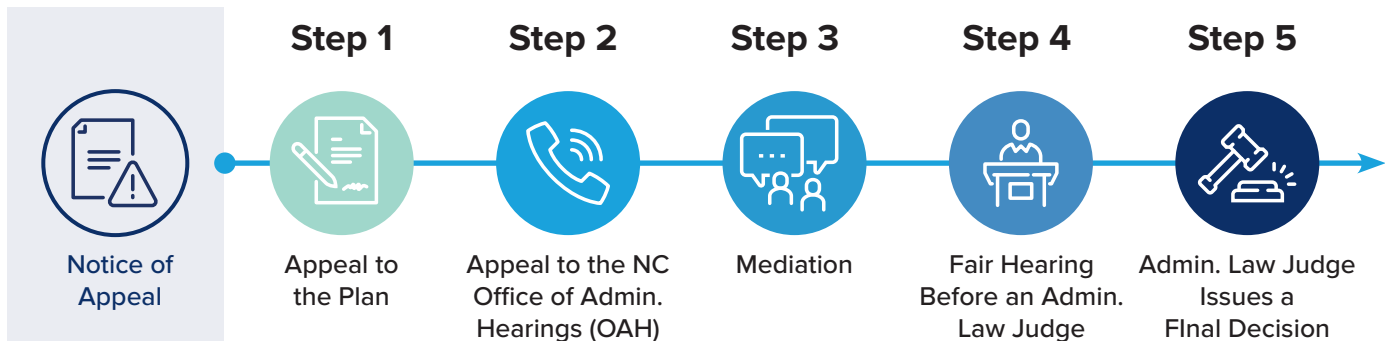 Step 1
Step 2
Step 3
Step 4
Step 5
Notice of
Appeal
Appeal to
the Plan
Appeal to the NC
Office of Admin.
Hearings (OAH)
Mediation
Fair Hearing
Before an Admin.
Law Judge
Admin. Law Judge
Issues a
FInal Decision